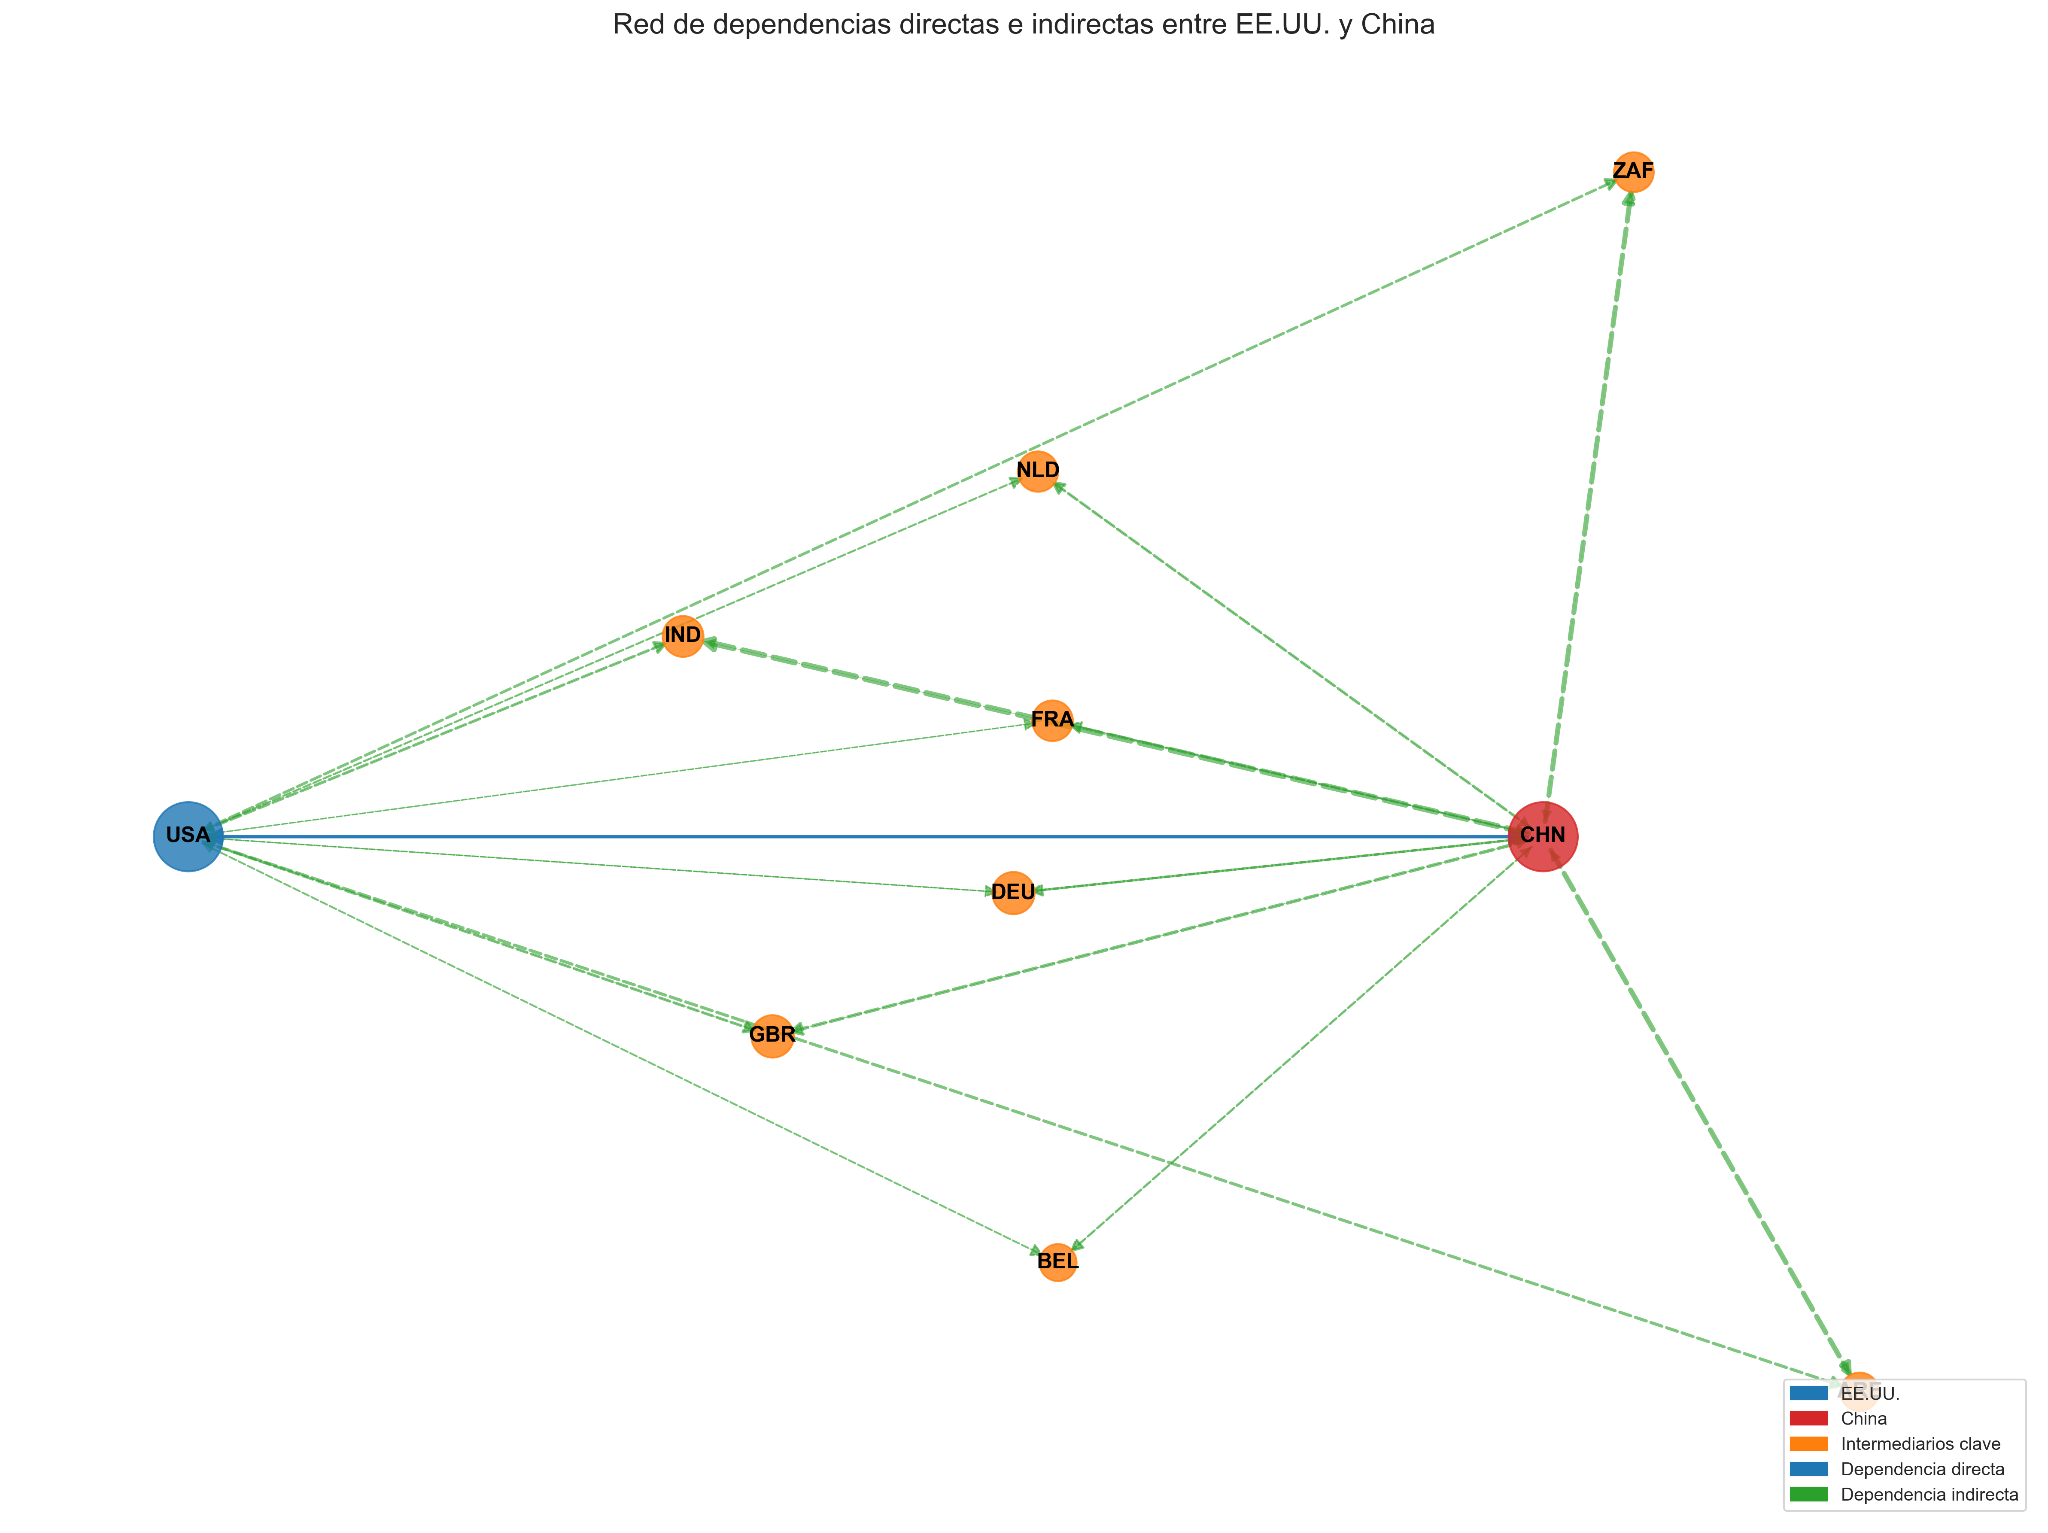 Red de dependencias directas e indirectas entre EE.UU. y China
ZAF
NLD
IND
FRA
USA
CHN
DEU
GBR
BEL
EE.UU.
China
Intermediarios clave
Dependencia directa
Dependencia indirecta